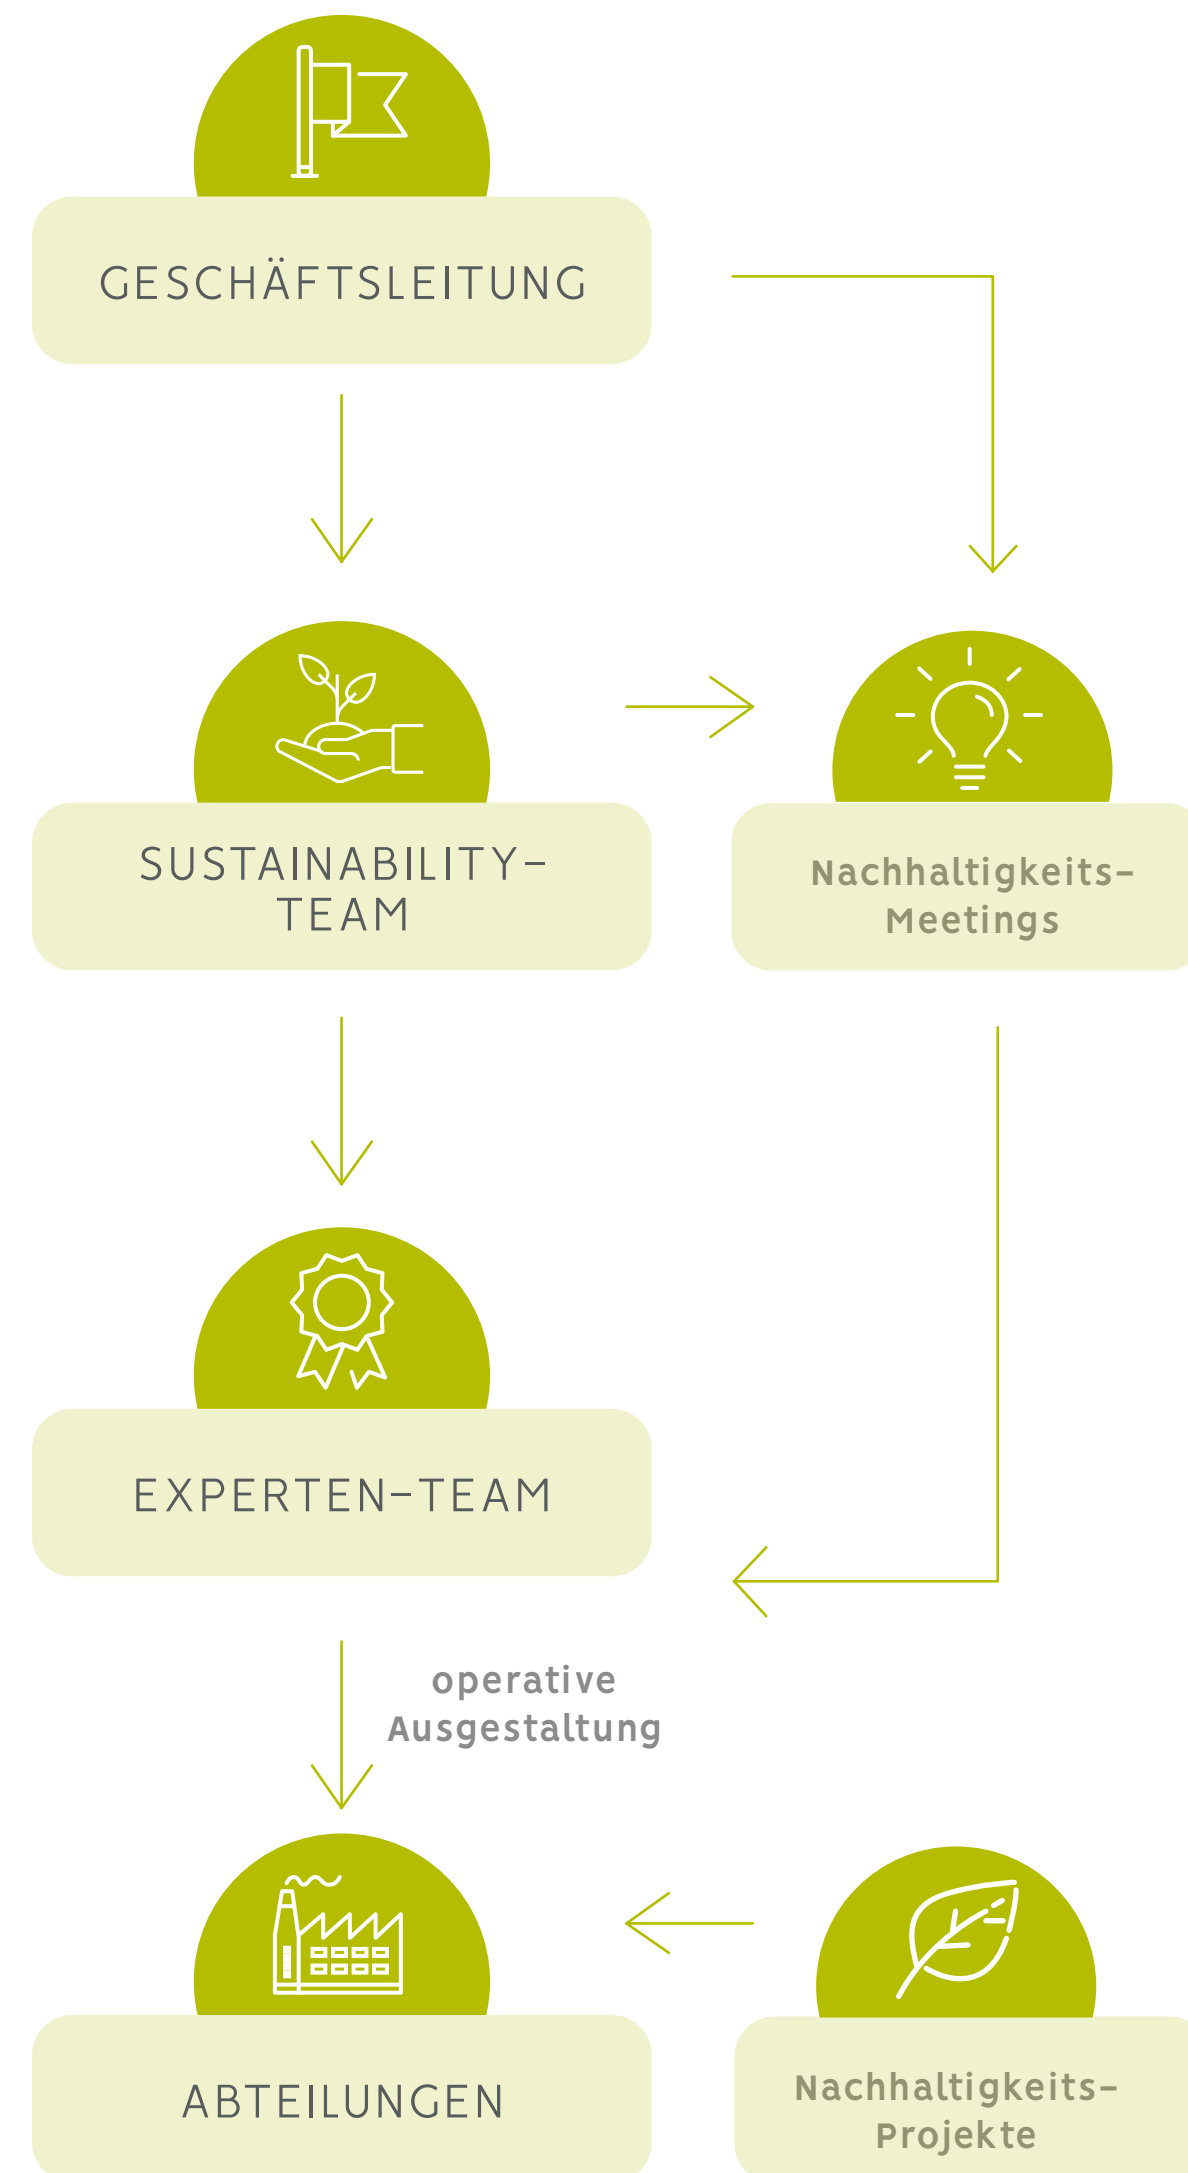 GESCHÄFTSLEITUNG
SUSTAINABILITY-
TEAM
Nachhaltigkeits-
Meetings
EXPERTEN-TEAM
operative
Ausgestaltung
ABTEILUNGEN
Nachhaltigkeits-
Projekte